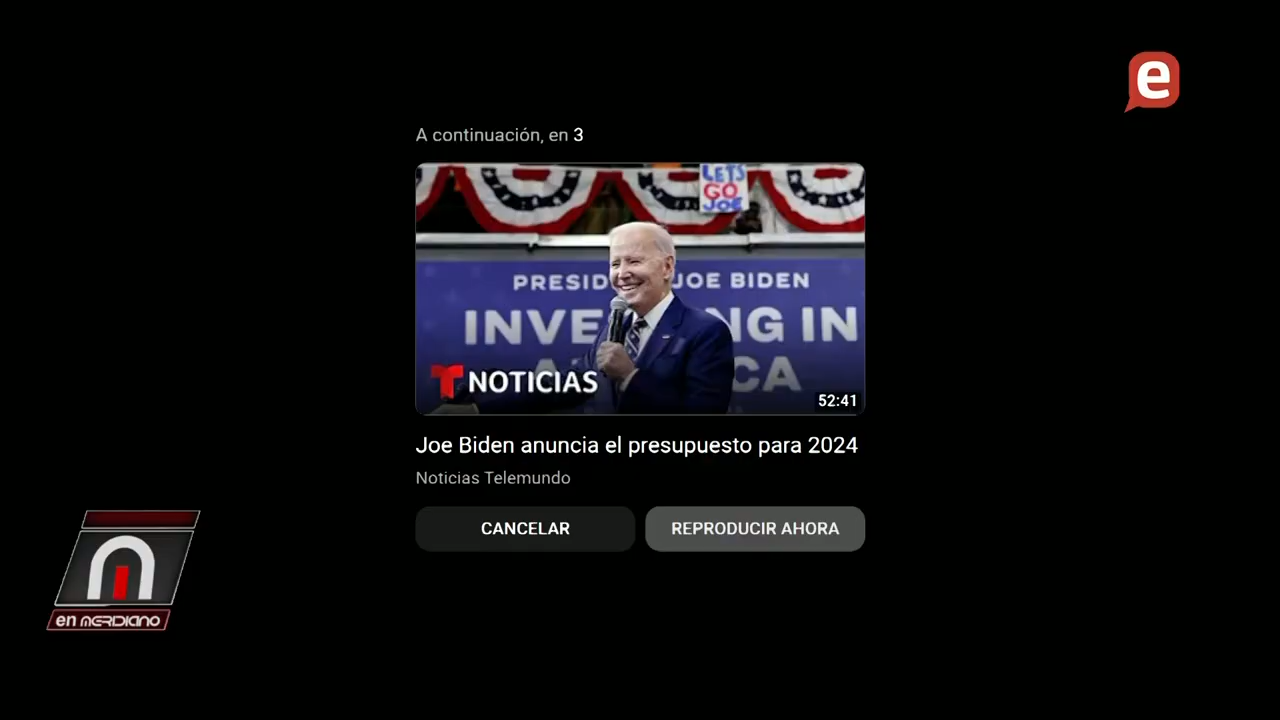 e
A continuación, en 3
LETS
GO
JOE
PRESID JOE BIDEN
INVE NG IN
CA
NOTICIAS
52:41
Joe Biden anuncia el presupuesto para 2024
Noticias Telemundo
CANCELAR
REPRODUCIR AHORA
en MERIDIANO